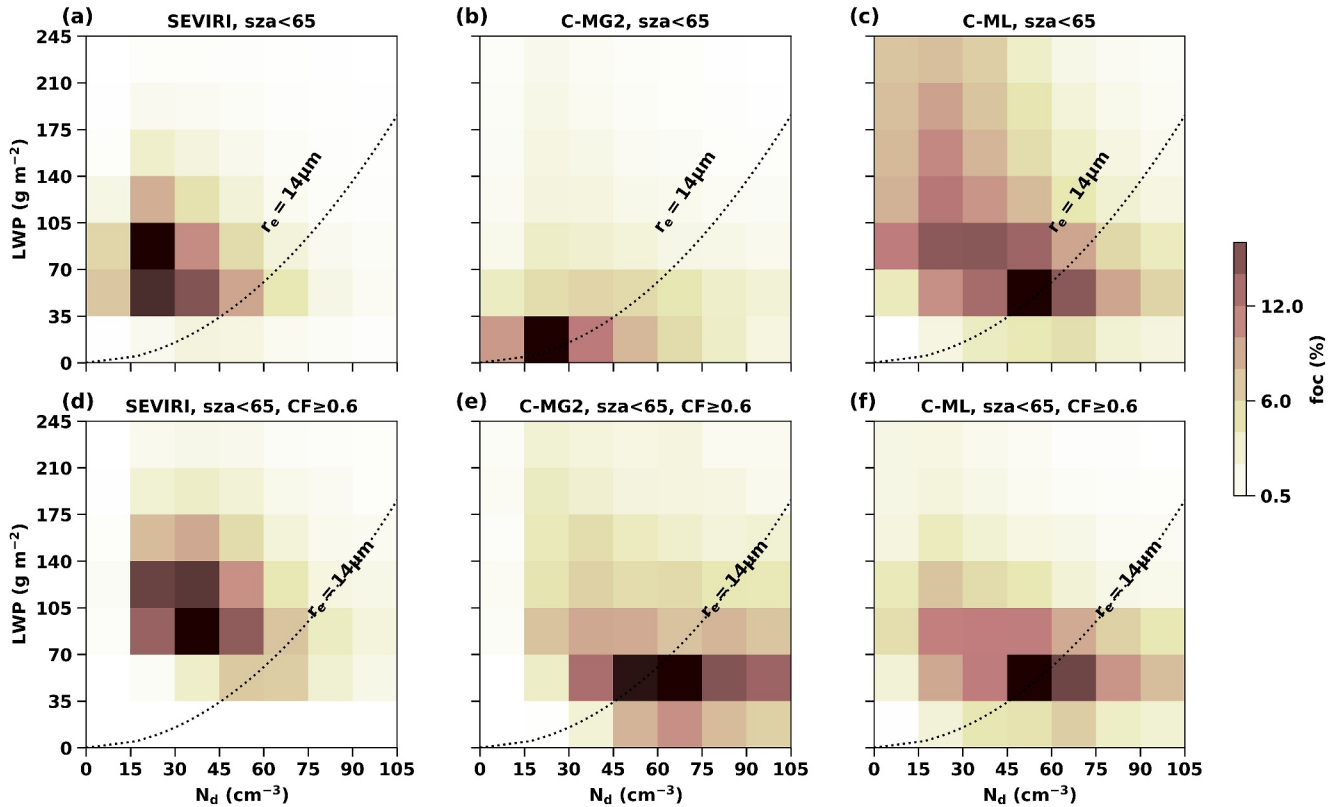 (a) SEVIRI, sza<65
(b) C-MG2, sza<65
(c) C-ML, sza<65
245
210
175
140
105
70
35
0
LWP (g m⁻²)
rₑ = 14μm
rₑ = 14μm
rₑ = 14μm
12.0
6.0
0.5
foc (%)
(d) SEVIRI, sza<65, CF≥0.6
(e) C-MG2, sza<65, CF≥0.6
(f) C-ML, sza<65, CF≥0.6
245
210
175
140
105
70
35
0
LWP (g m⁻²)
rₑ = 14μm
rₑ = 14μm
rₑ = 14μm
0 15 30 45 60 75 90 105
0 15 30 45 60 75 90 105
0 15 30 45 60 75 90 105
N_d (cm⁻³)
N_d (cm⁻³)
N_d (cm⁻³)